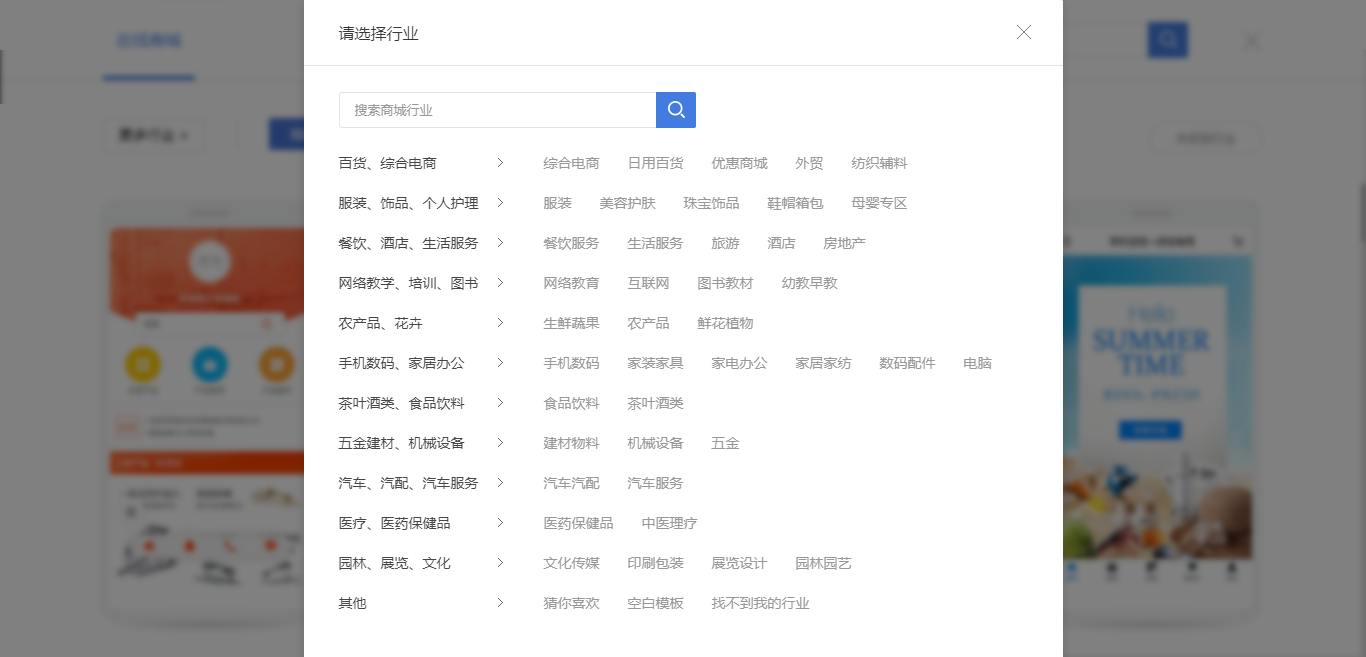 请选择行业
搜索商城行业
百货、综合电商 综合电商 日用百货 优惠商城 外贸 纺织辅料
服装、饰品、个人护理 服装 美容护肤 珠宝饰品 鞋帽箱包 母婴专区
餐饮、酒店、生活服务 餐饮服务 生活服务 旅游 酒店 房地产
网络教学、培训、图书 网络教育 互联网 图书教材 幼教早教
农产品、花卉 生鲜蔬果 农产品 鲜花植物
手机数码、家居办公 手机数码 家装家具 家电办公 家居家纺 数码配件 电脑
茶叶酒类、食品饮料 食品饮料 茶叶酒类
五金建材、机械设备 建材物料 机械设备 五金
汽车、汽配、汽车服务 汽车汽配 汽车服务
医疗、医药保健品 医药保健品 中医理疗
园林、展览、文化 文化传媒 印刷包装 展览设计 园林园艺
其他 猜你喜欢 空白模板 找不到我的行业
在线商城
更多行业
Hello
SUMMER
TIME